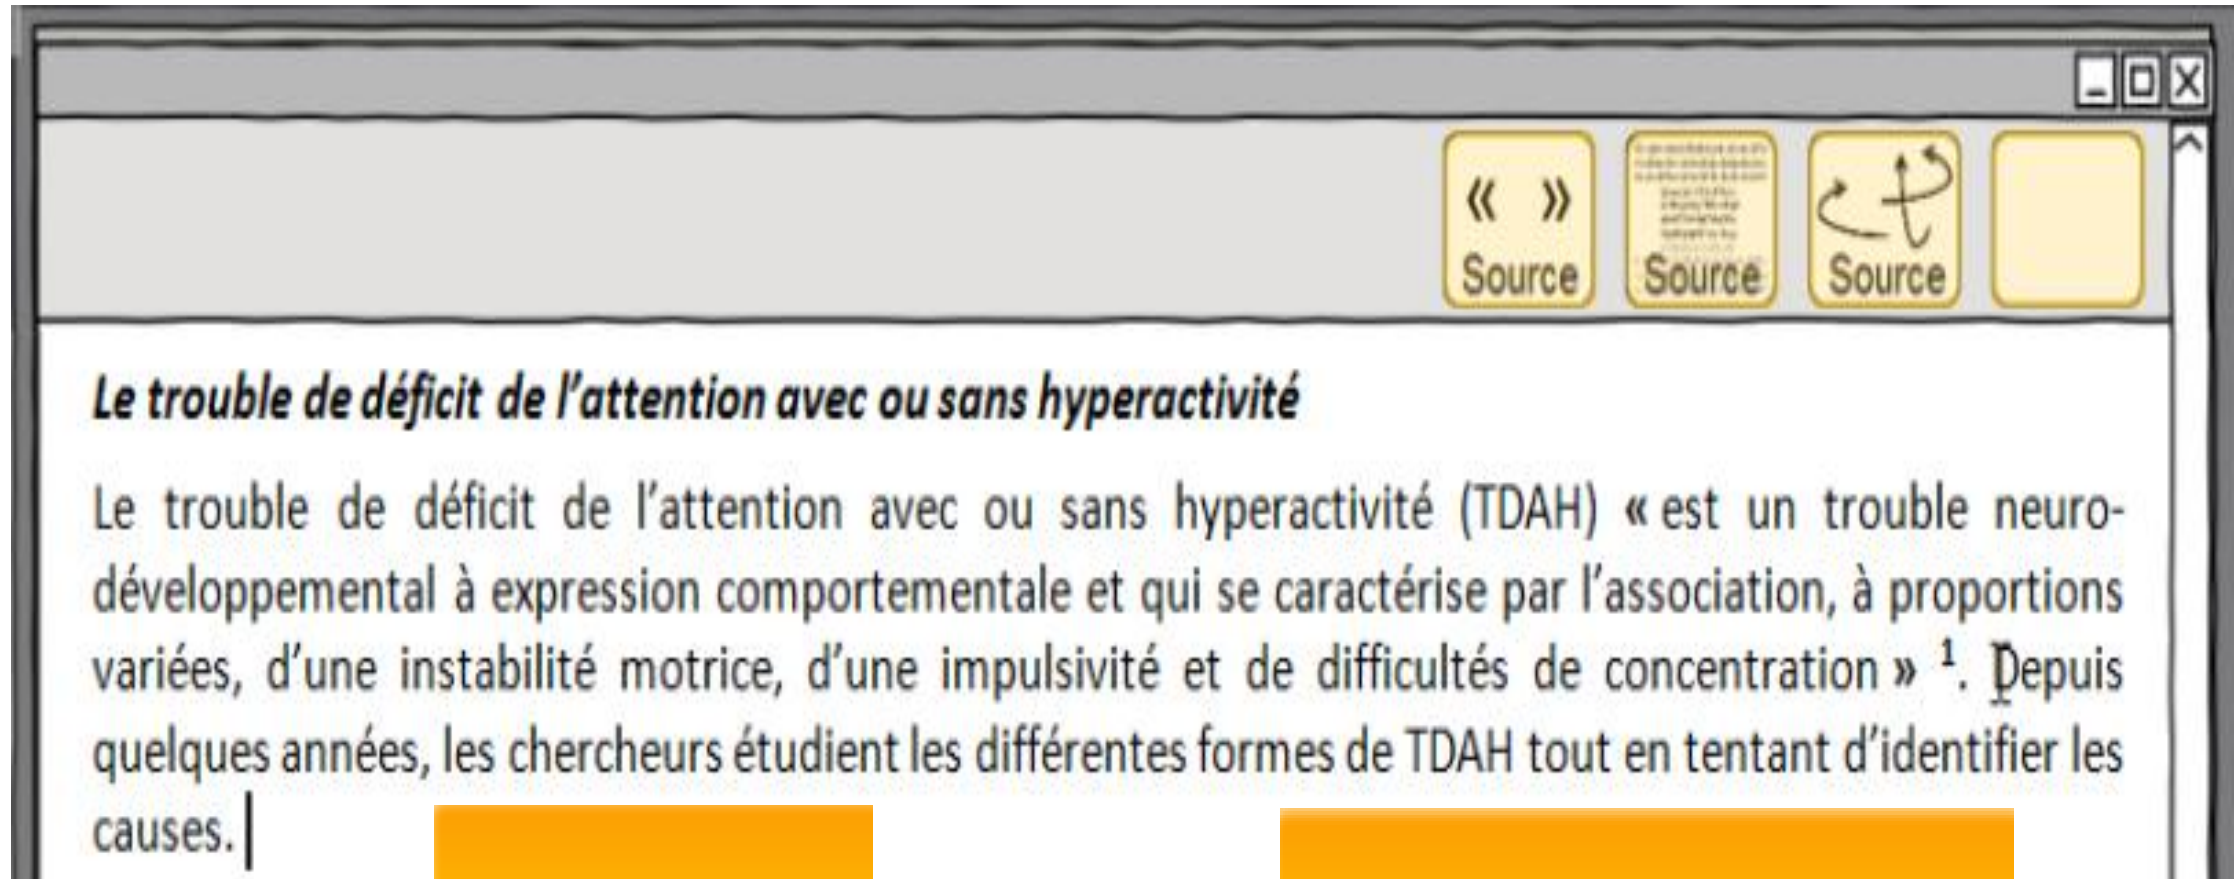 « »
Source Source Source
Le trouble de déficit de l'attention avec ou sans hyperactivité
Le trouble de déficit de l'attention avec ou sans hyperactivité (TDAH) « est un trouble neuro-
développemental à expression comportementale et qui se caractérise par l'association, à proportions
variées, d'une instabilité motrice, d'une impulsivité et de difficultés de concentration » ¹. Depuis
quelques années, les chercheurs étudient les différentes formes de TDAH tout en tentant d'identifier les
causes.